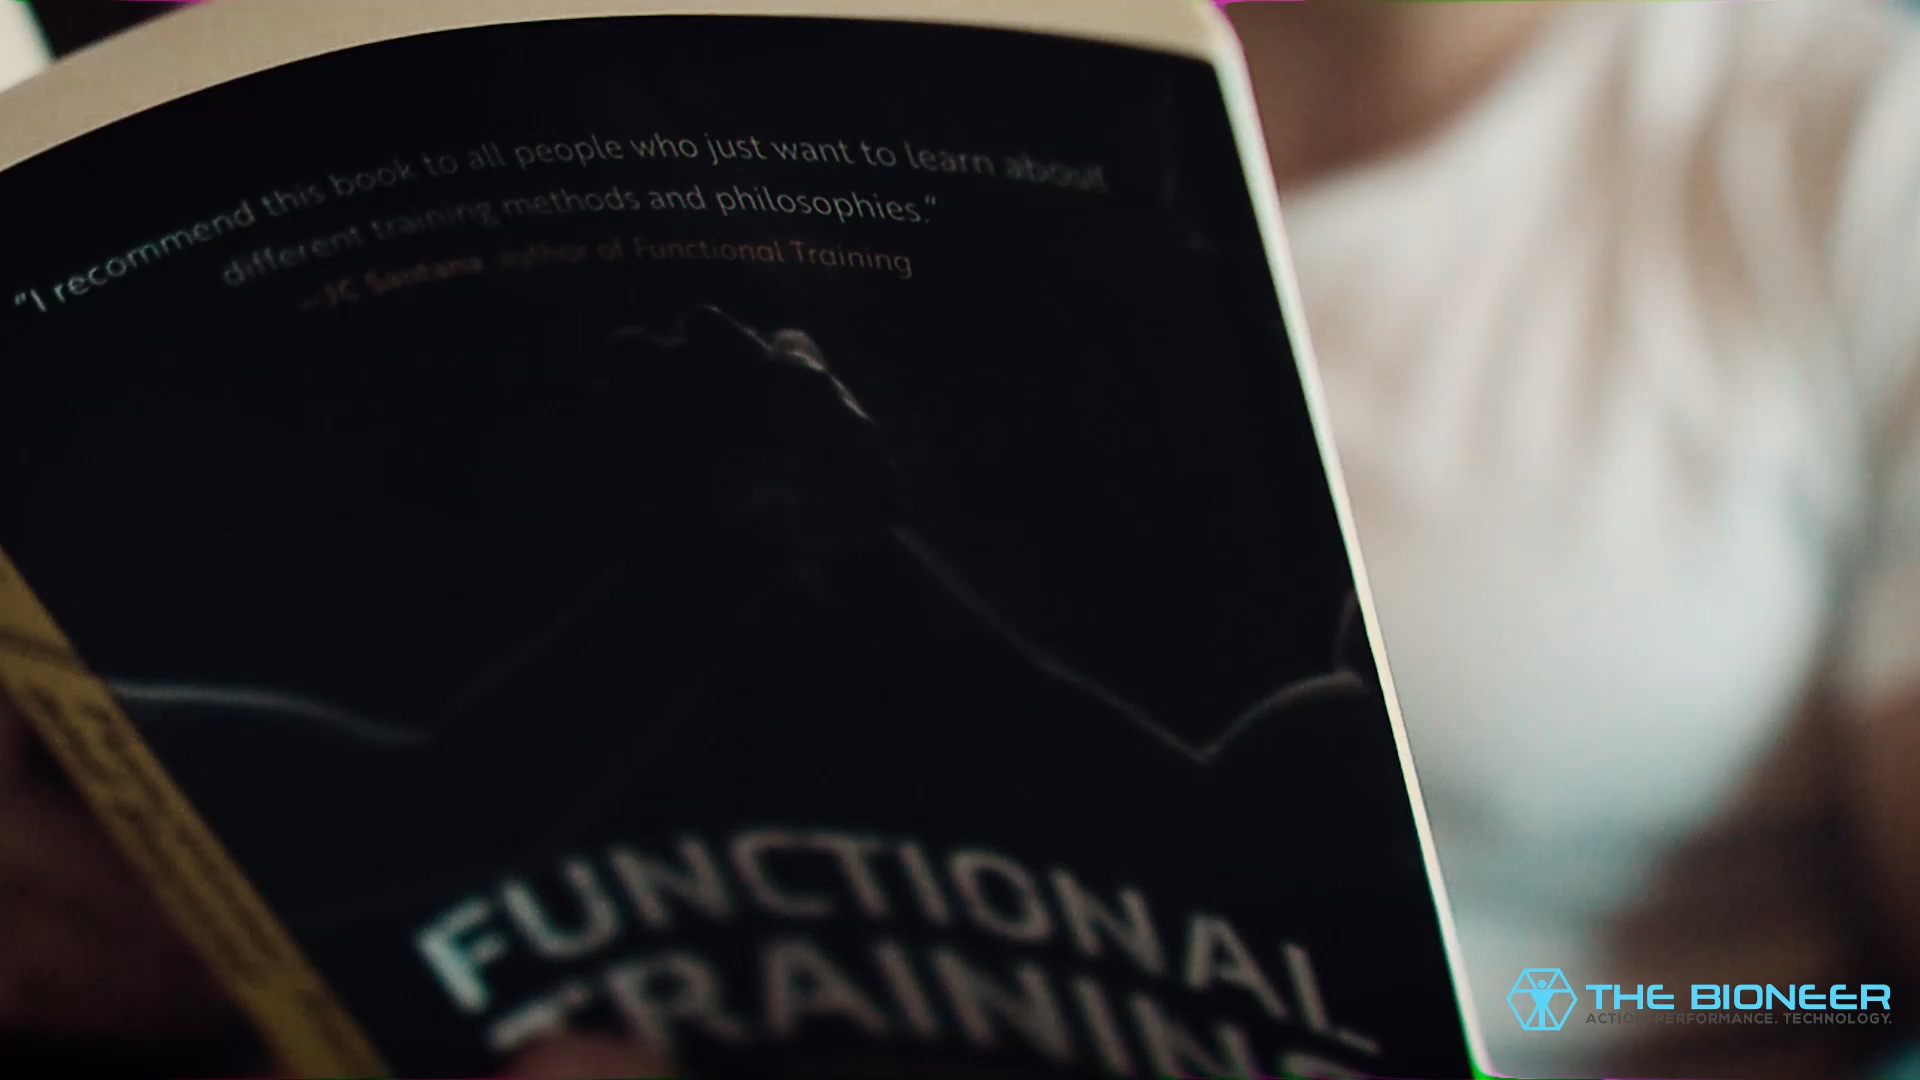 "I recommend this book to all people who just want to learn about
different training methods and philosophies."
—JC Santana, author of Functional Training
FUNCTIONAL
TRAINING
THE BIONEER
ACTION. PERFORMANCE. TECHNOLOGY.